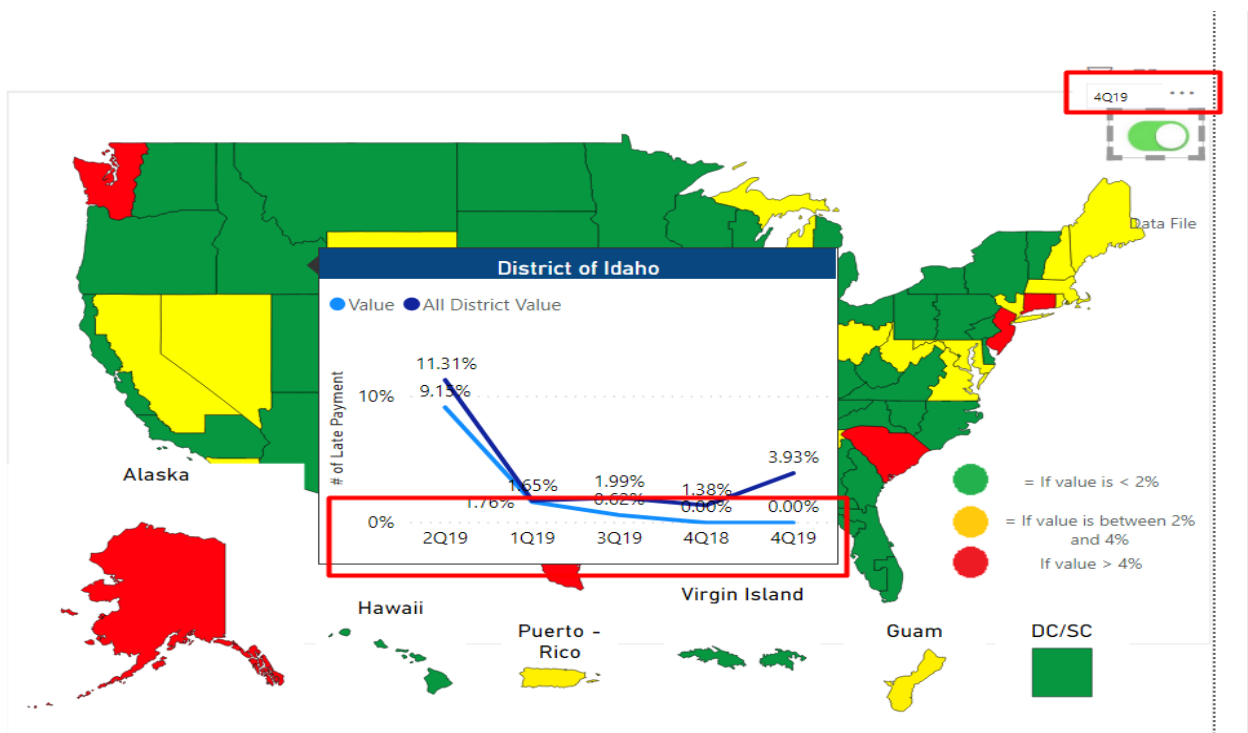 4Q19
Data File
District of Idaho
Value All District Value
# of Late Payment
10%
0%
11.31%
9.15%
1.65%
1.76%
1.99%
0.62%
1.38%
0.00%
3.93%
0.00%
2Q19 1Q19 3Q19 4Q18 4Q19
Alaska
= If value is < 2%
= If value is between 2%
and 4%
If value > 4%
Hawaii
Puerto -
Rico
Virgin Island
Guam
DC/SC